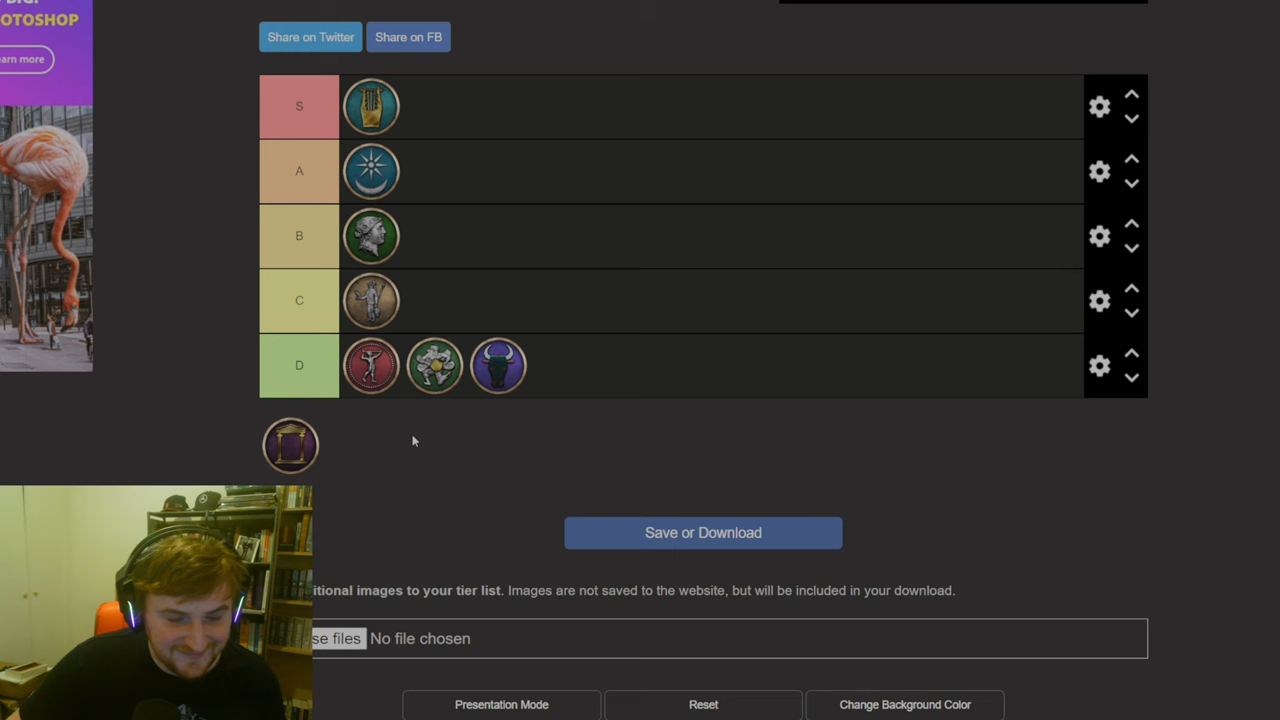 OTOSHOP
arn more
Share on Twitter
Share on FB
S
A
B
C
D
Save or Download
itional images to your tier list. Images are not saved to the website, but will be included in your download.
se files No file chosen
Presentation Mode
Reset
Change Background Color